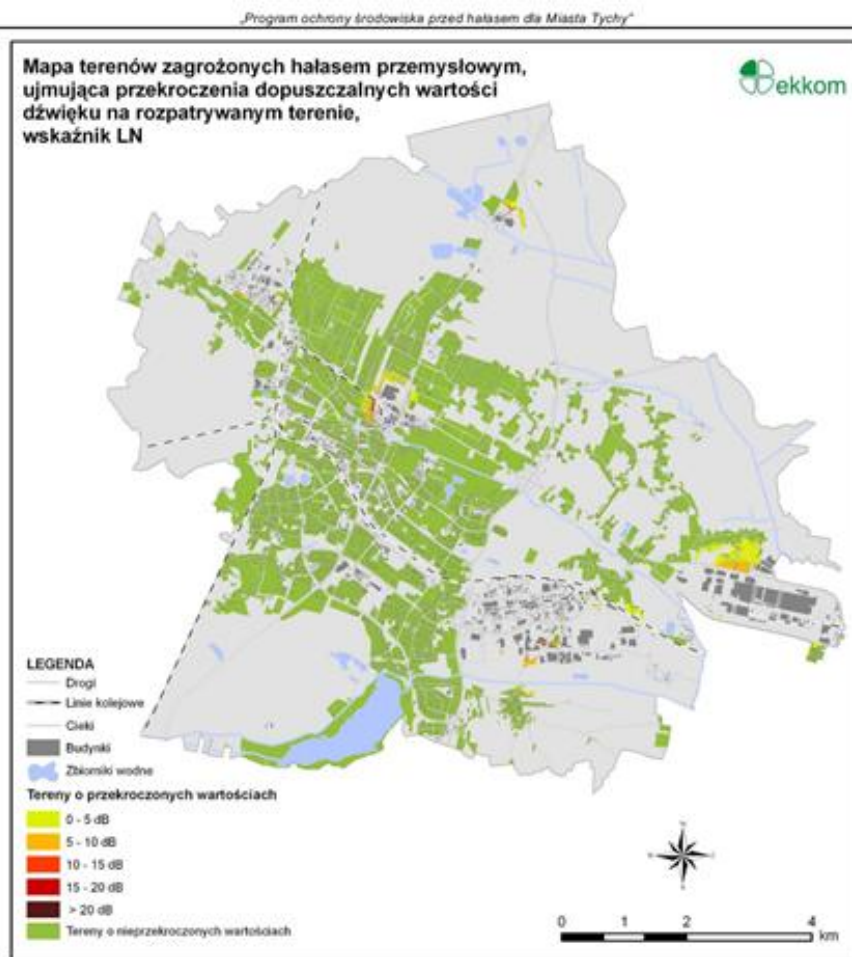 „Program ochrony środowiska przed hałasem dla Miasta Tychy"
Mapa terenów zagrożonych hałasem przemysłowym,
ujmująca przekroczenia dopuszczalnych wartości
dźwięku na rozpatrywanym terenie,
wskaźnik LN
ekkom
LEGENDA
Drogi
Linie kolejowe
Cieki
Budynki
Zbiorniki wodne
Tereny o przekroczonych wartościach
0 - 5 dB
5 - 10 dB
10 - 15 dB
15 - 20 dB
> 20 dB
Tereny o nieprzekroczonych wartościach
0 1 2 4
km